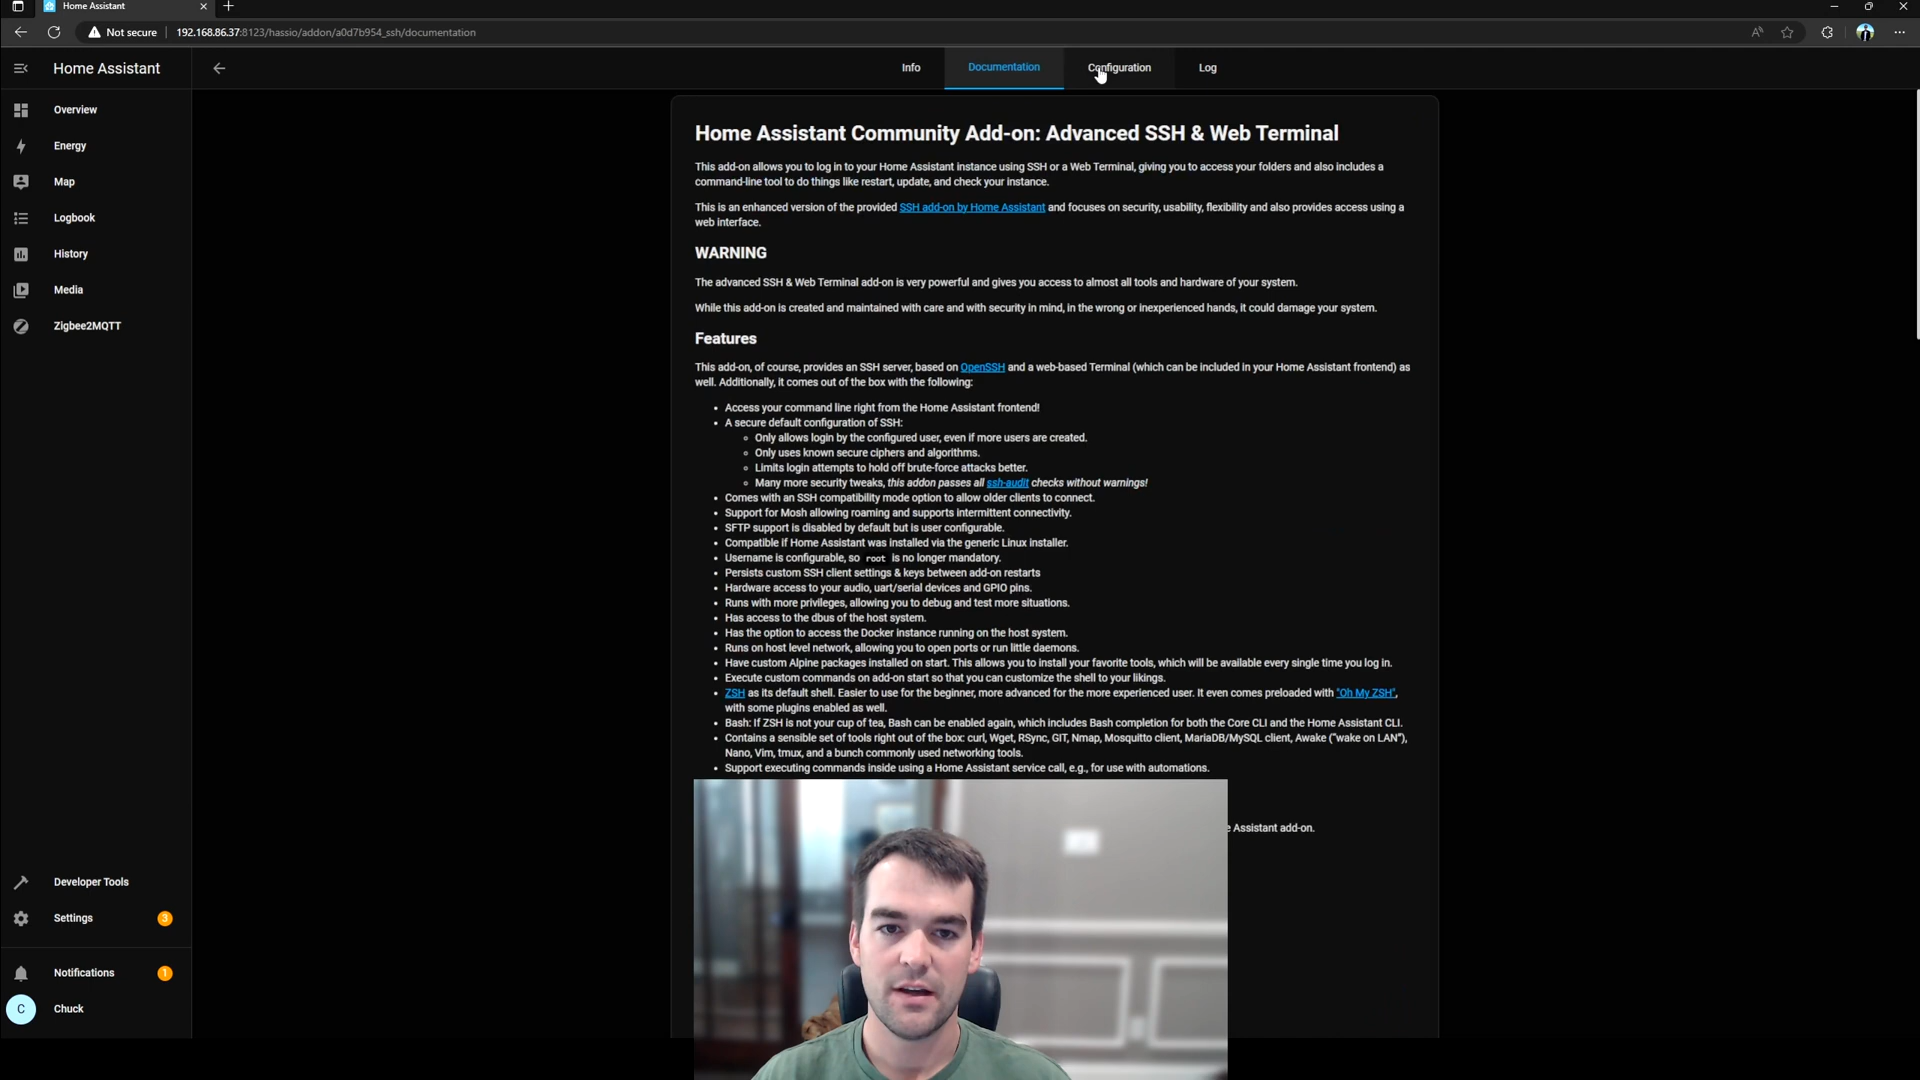 Home Assistant
Not secure
192.168.86.37:8123/hassio/addon/a0d7b954_ssh/documentation
Home Assistant
Info
Documentation
Configuration
Log
Overview
Energy
Map
Logbook
History
Media
Zigbee2MQTT
Developer Tools
Settings
3
Notifications
1
C
Chuck
Home Assistant Community Add-on: Advanced SSH & Web Terminal
This add-on allows you to log in to your Home Assistant instance using SSH or a Web Terminal, giving you to access your folders and also includes a
command-line tool to do things like restart, update, and check your instance.
This is an enhanced version of the provided SSH add-on by Home Assistant and focuses on security, usability, flexibility and also provides access using a
web interface.
WARNING
The advanced SSH & Web Terminal add-on is very powerful and gives you access to almost all tools and hardware of your system.
While this add-on is created and maintained with care and with security in mind, in the wrong or inexperienced hands, it could damage your system.
Features
This add-on, of course, provides an SSH server, based on OpenSSH and a web-based Terminal (which can be included in your Home Assistant frontend) as
well. Additionally, it comes out of the box with the following:
• Access your command line right from the Home Assistant frontend!
• A secure default configuration of SSH:
◦ Only allows login by the configured user, even if more users are created.
◦ Only uses known secure ciphers and algorithms.
◦ Limits login attempts to hold off brute-force attacks better.
◦ Many more security tweaks, this addon passes all ssh-audit checks without warnings!
• Comes with an SSH compatibility mode option to allow older clients to connect.
• Support for Mosh allowing roaming and supports intermittent connectivity.
• SFTP support is disabled by default but is user configurable.
• Compatible if Home Assistant was installed via the generic Linux installer.
• Username is configurable, so root is no longer mandatory.
• Persists custom SSH client settings & keys between add-on restarts
• Hardware access to your audio, uart/serial devices and GPIO pins.
• Runs with more privileges, allowing you to debug and test more situations.
• Has access to the dbus of the host system.
• Has the option to access the Docker instance running on the host system.
• Runs on host level network, allowing you to open ports or run little daemons.
• Have custom Alpine packages installed on start. This allows you to install your favorite tools, which will be available every single time you log in.
• Execute custom commands on add-on start so that you can customize the shell to your likings.
• ZSH as its default shell. Easier to use for the beginner, more advanced for the more experienced user. It even comes preloaded with "Oh My ZSH",
with some plugins enabled as well.
• Bash: If ZSH is not your cup of tea, Bash can be enabled again, which includes Bash completion for both the Core CLI and the Home Assistant CLI.
• Contains a sensible set of tools right out of the box: curl, Wget, RSync, GIT, Nmap, Mosquitto client, MariaDB/MySQL client, Awake ("wake on LAN"),
Nano, Vim, tmux, and a bunch commonly used networking tools.
• Support executing commands inside using a Home Assistant service call, e.g., for use with automations.
e Assistant add-on.